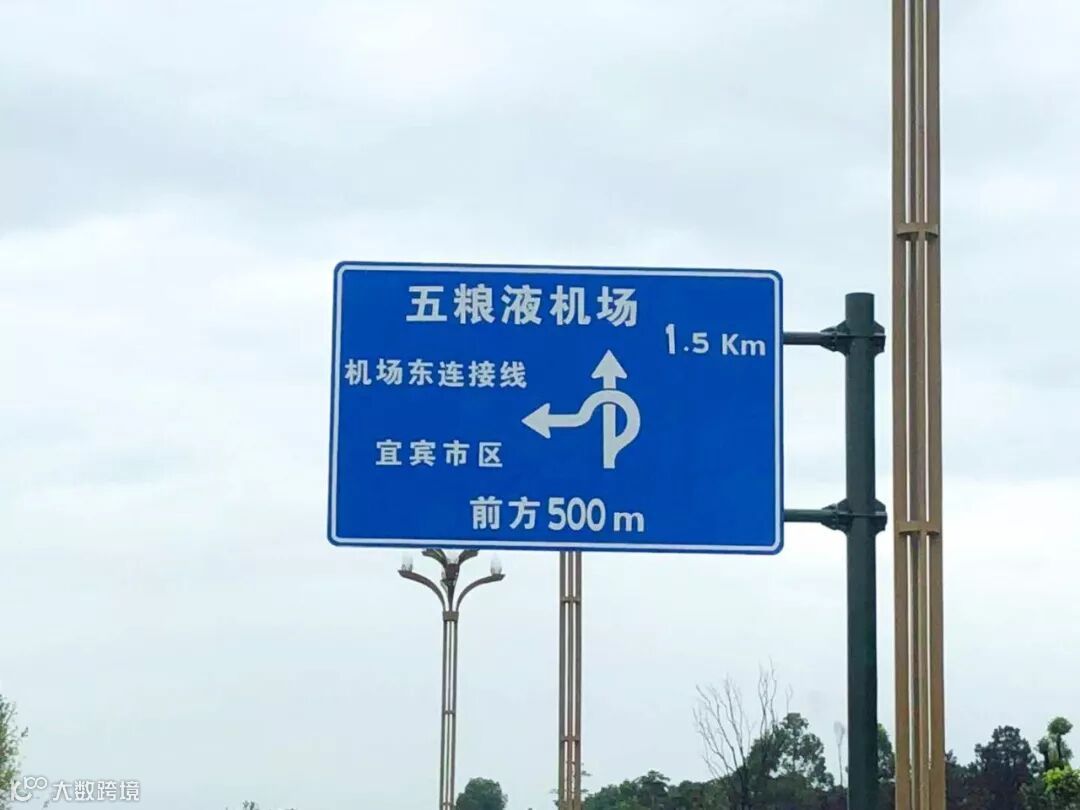 五粮液机场
1.5 Km
机场东连接线
宜宾市区
前方500m
大数跨境